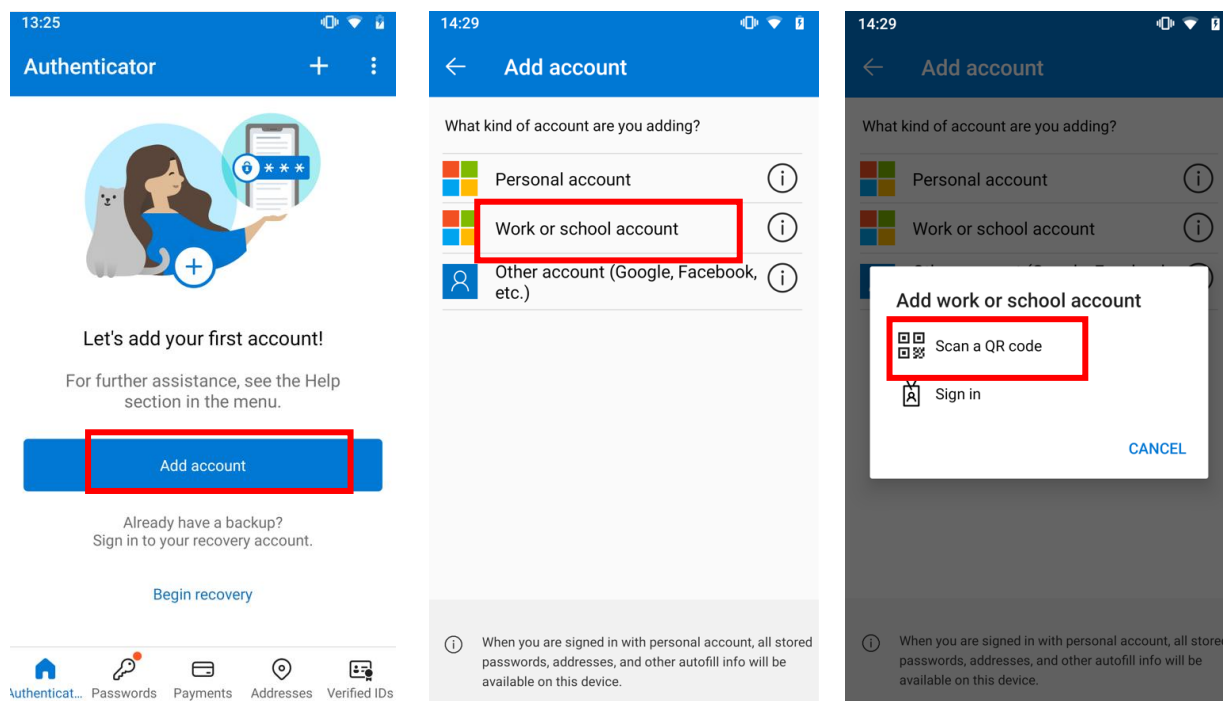 13:25
Authenticator
* * *
Let's add your first account!
For further assistance, see the Help
section in the menu.
Add account
Already have a backup?
Sign in to your recovery account.
Begin recovery
Authenticat... Passwords Payments Addresses Verified IDs
14:29
Add account
What kind of account are you adding?
Personal account
Work or school account
Other account (Google, Facebook,
etc.)
When you are signed in with personal account, all stored
passwords, addresses, and other autofill info will be
available on this device.
14:29
Add account
What kind of account are you adding?
Personal account
Work or school account
Add work or school account
Scan a QR code
Sign in
CANCEL
When you are signed in with personal account, all store
passwords, addresses, and other autofill info will be
available on this device.